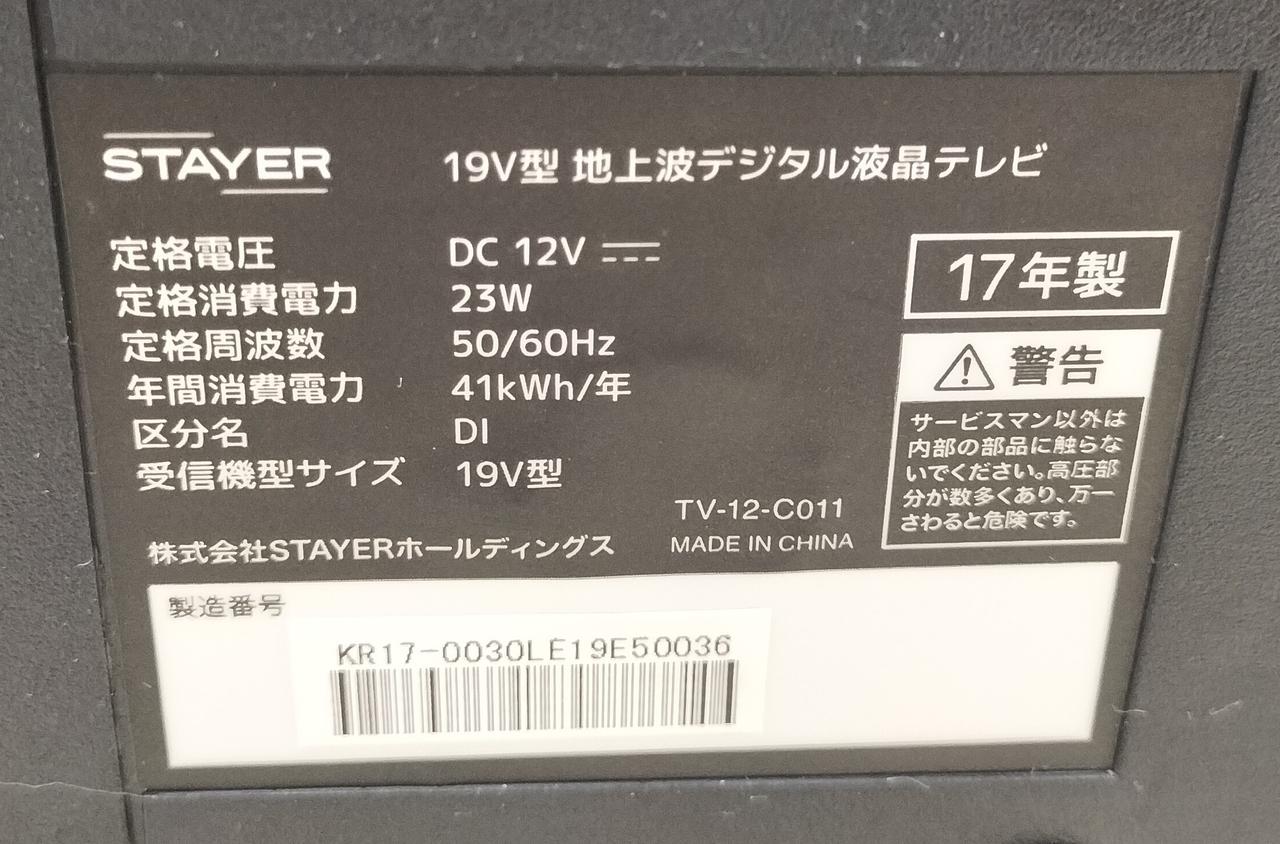 STAYER 19V型 地上波デジタル液晶テレビ
定格電圧 DC 12V
定格消費電力 23W
定格周波数 50/60Hz
年間消費電力 41kWh/年
区分名 DI
受信機型サイズ 19V型
17年製
警告
サービスマン以外は
内部の部品に触らな
いでください。高圧部
分が数多くあり、万一
さわると危険です。
TV-12-C011
株式会社STAYERホールディングス MADE IN CHINA
製造番号
KR17-0030LE19E50036